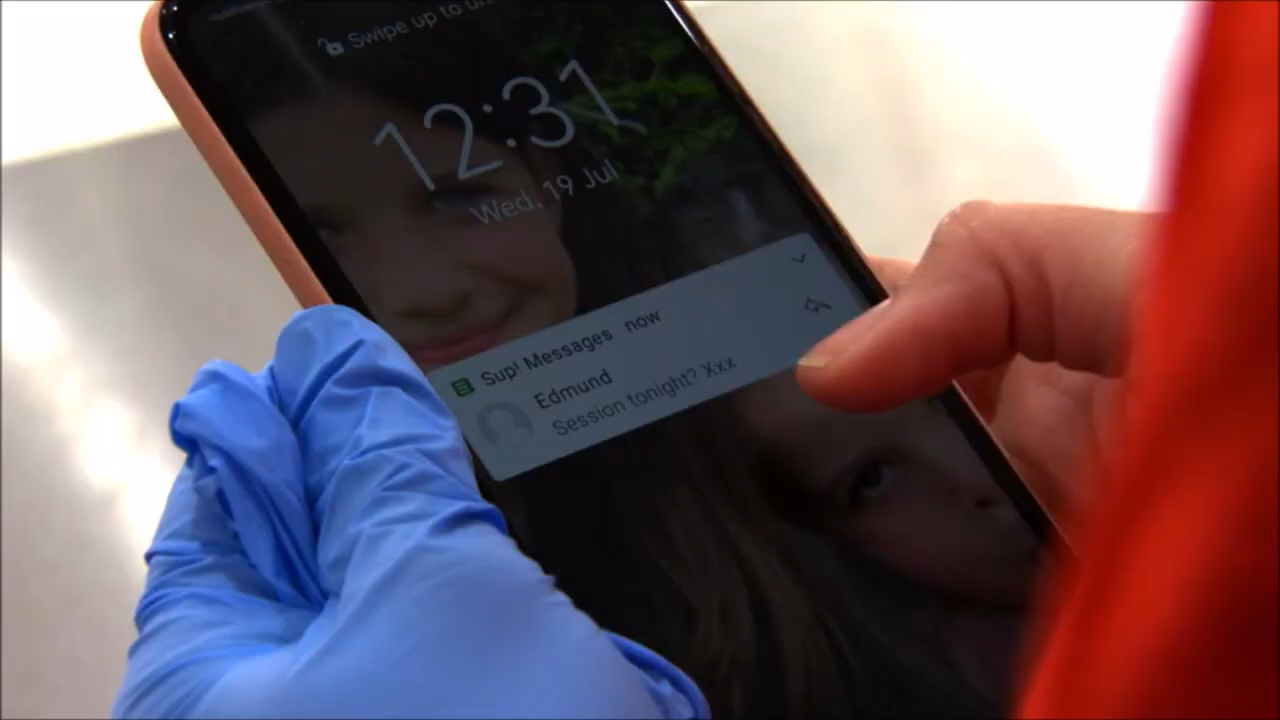 Swipe up to
12:31
Wed, 19 Jul
Sup! Messages now
Edmund
Session tonight? Xxx